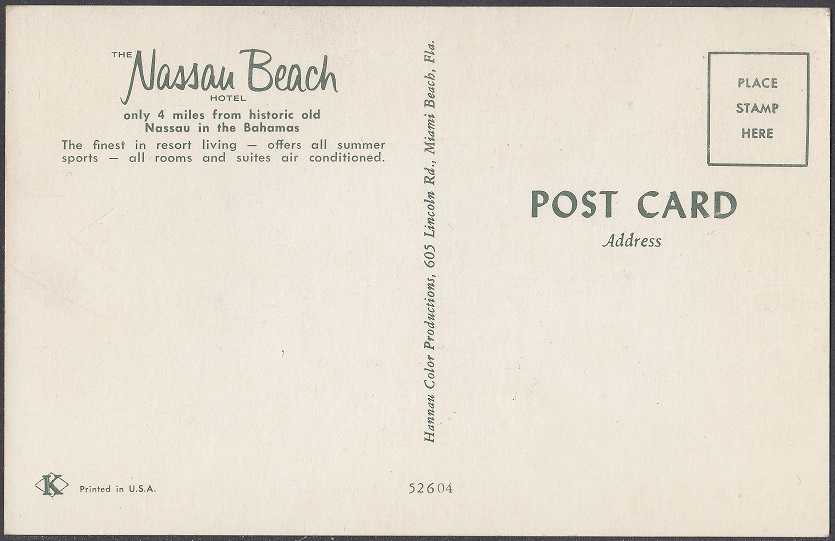 THE
Nassau Beach
HOTEL
only 4 miles from historic old
Nassau in the Bahamas
The finest in resort living — offers all summer
sports — all rooms and suites air conditioned.
K
Printed in U.S.A.
Hannau Color Productions, 605 Lincoln Rd., Miami Beach, Fla.
52604
PLACE
STAMP
HERE
POST CARD
Address